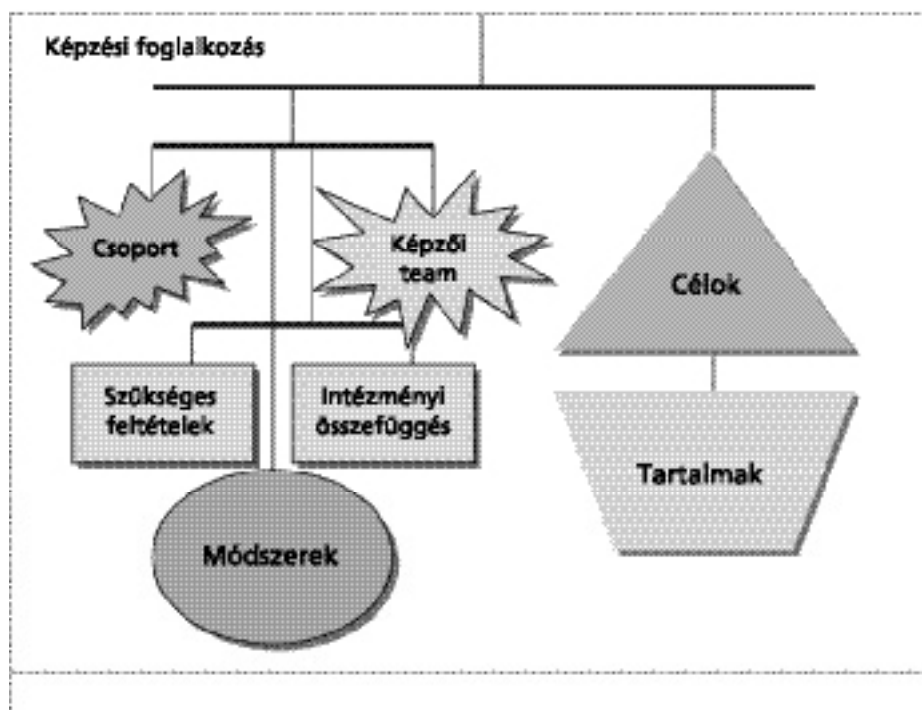 Képzési foglalkozás
Csoport
Képzői
team
Célok
Szükséges
feltételek
Intézményi
összefüggés
Tartalmak
Módszerek